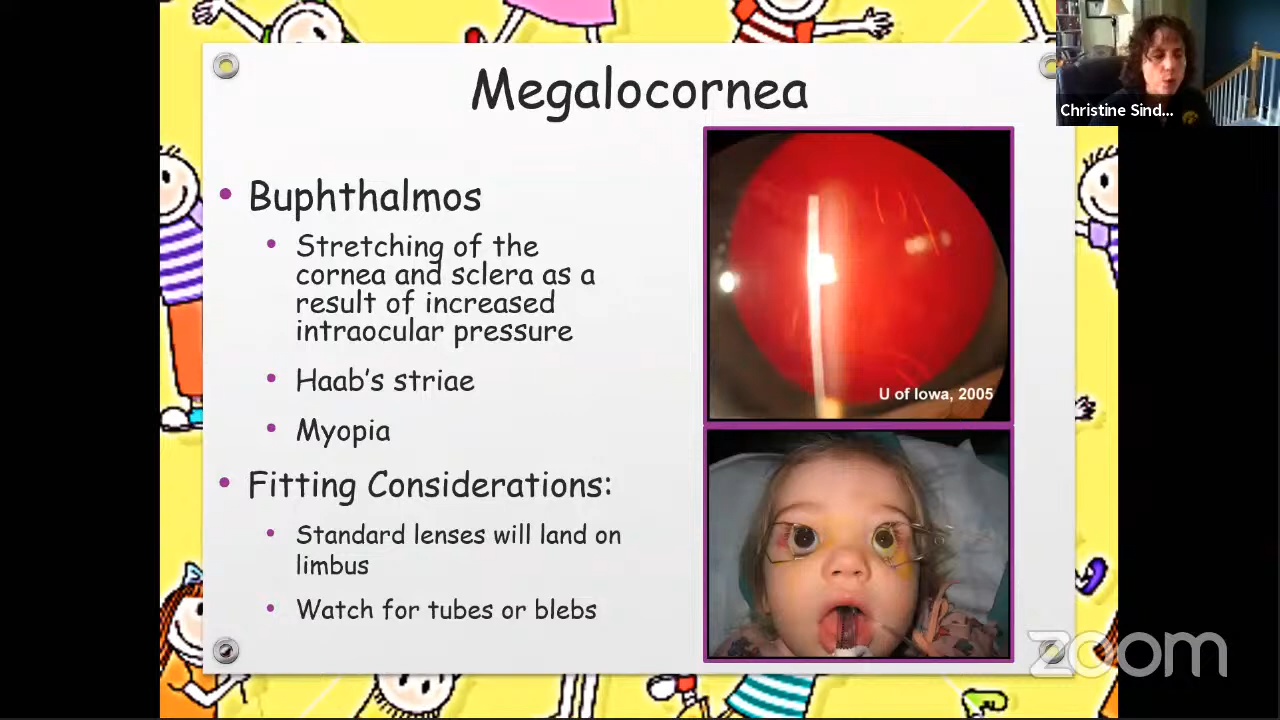 Megalocornea
Christine Sind...
• Buphthalmos
• Stretching of the
cornea and sclera as a
result of increased
intraocular pressure
• Haab's striae
• Myopia
U of Iowa, 2005
• Fitting Considerations:
• Standard lenses will land on
limbus
• Watch for tubes or blebs
zoom